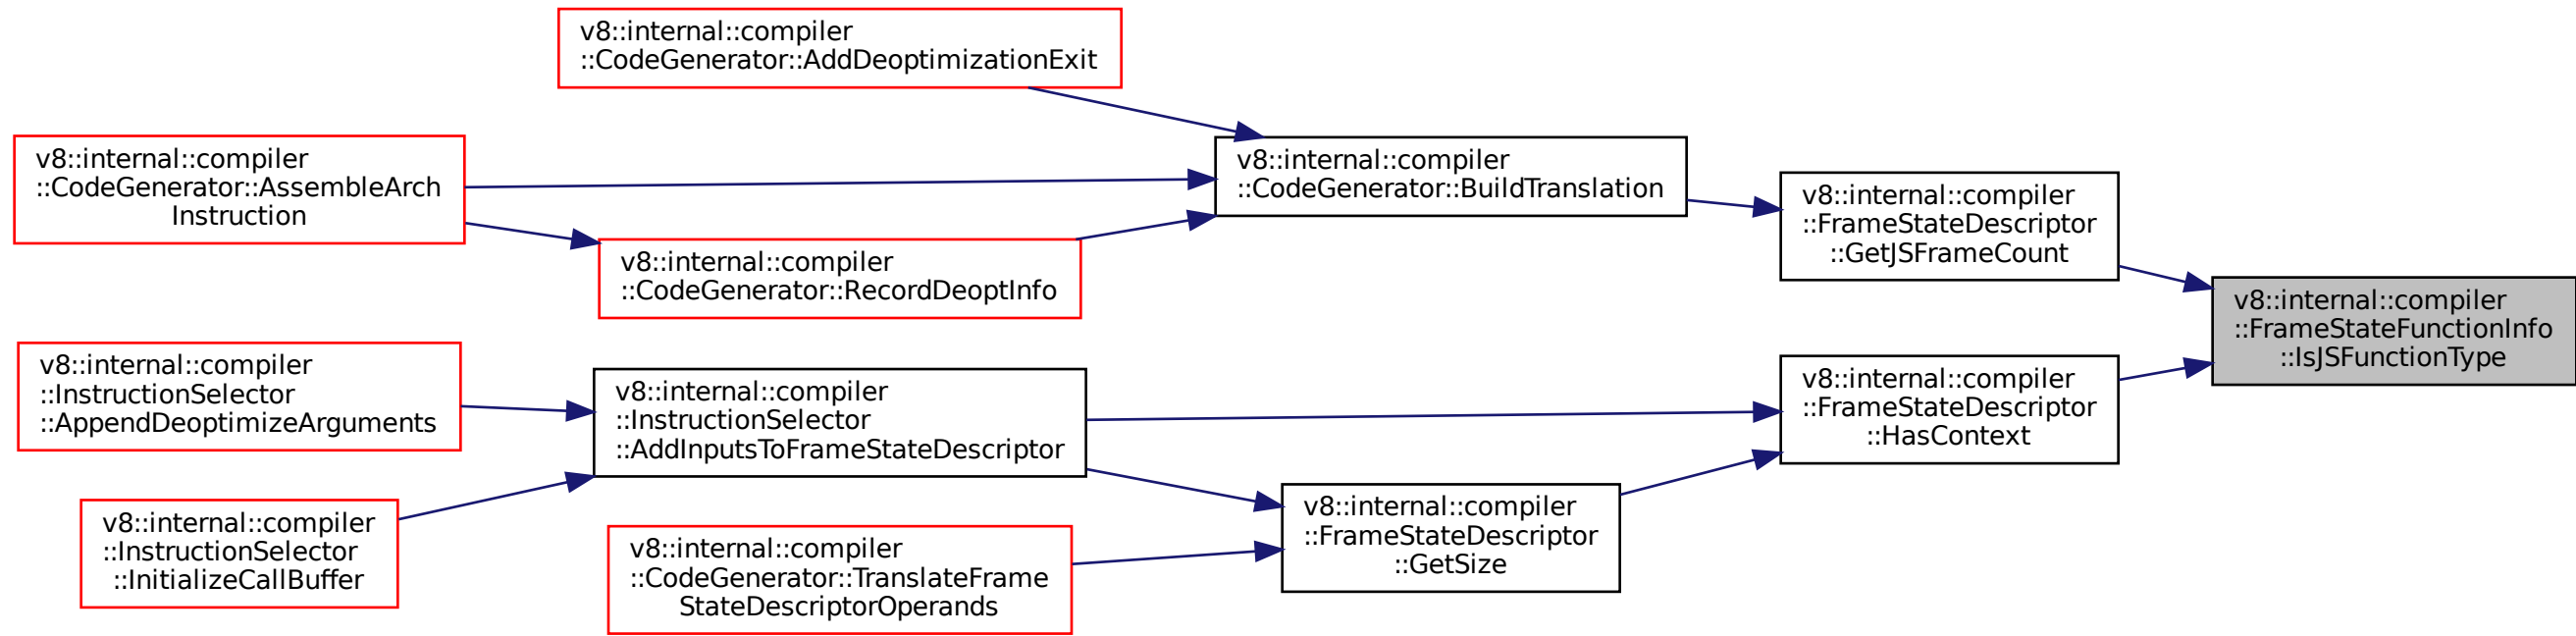 v8::internal::compiler
::CodeGenerator::AddDeoptimizationExit
v8::internal::compiler
::CodeGenerator::AssembleArch
Instruction
v8::internal::compiler
::CodeGenerator::BuildTranslation
v8::internal::compiler
::FrameStateDescriptor
::GetJSFrameCount
v8::internal::compiler
::CodeGenerator::RecordDeoptInfo
v8::internal::compiler
::FrameStateFunctionInfo
::IsJSFunctionType
v8::internal::compiler
::InstructionSelector
::AppendDeoptimizeArguments
v8::internal::compiler
::InstructionSelector
::AddInputsToFrameStateDescriptor
v8::internal::compiler
::FrameStateDescriptor
::HasContext
v8::internal::compiler
::InstructionSelector
::InitializeCallBuffer
v8::internal::compiler
::CodeGenerator::TranslateFrame
StateDescriptorOperands
v8::internal::compiler
::FrameStateDescriptor
::GetSize